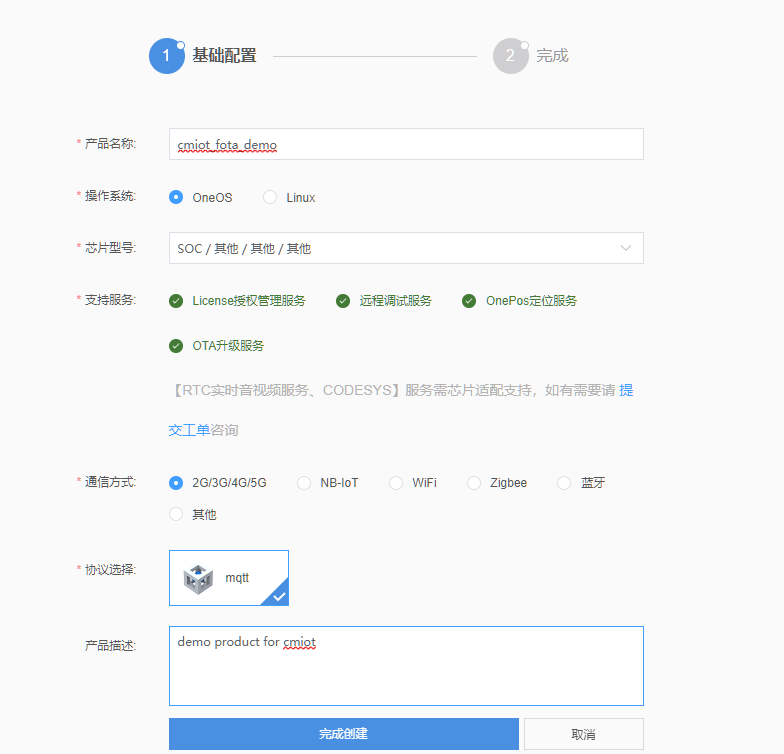 1 基础配置 2 完成
* 产品名称: cmiot_fota_demo
* 操作系统: OneOS Linux
* 芯片型号: SOC / 其他 / 其他 / 其他
* 支持服务: License授权管理服务 远程调试服务 OnePos定位服务
OTA升级服务
【RTC实时音视频服务、CODESYS】服务需芯片适配支持，如有需要请 提
交工单咨询
* 通信方式: 2G/3G/4G/5G NB-IoT WiFi Zigbee 蓝牙
其他
* 协议选择: mqtt
产品描述: demo product for cmiot
完成创建 取消